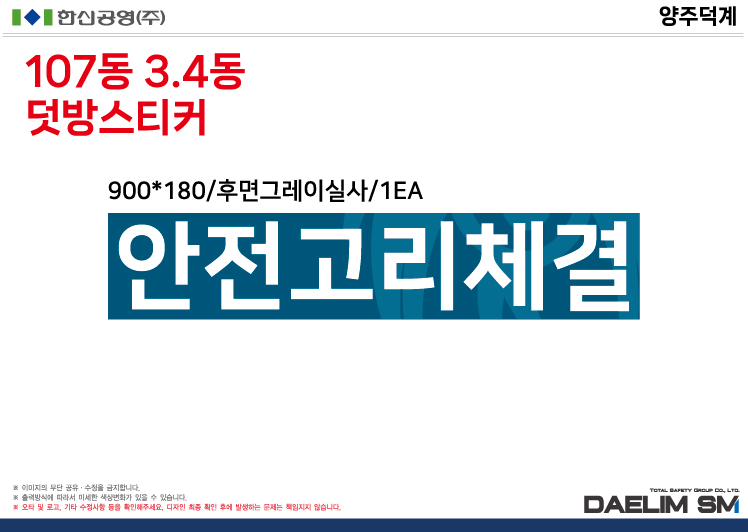 한신공영(주)
양주덕계
107동 3.4동
덧방스티커
900*180/후면그레이실사/1EA
안전고리체결
※ 이미지의 무단 공유 · 수정을 금지합니다.
※ 출력방식에 따라서 미세한 색상변화가 있을 수 있습니다.
※ 오타 및 로고, 기타 수정사항 등을 확인해주세요. 디자인 최종 확인 후에 발생하는 문제는 책임지지 않습니다.
Total Safety Group Co., Ltd.
DAELIM SM